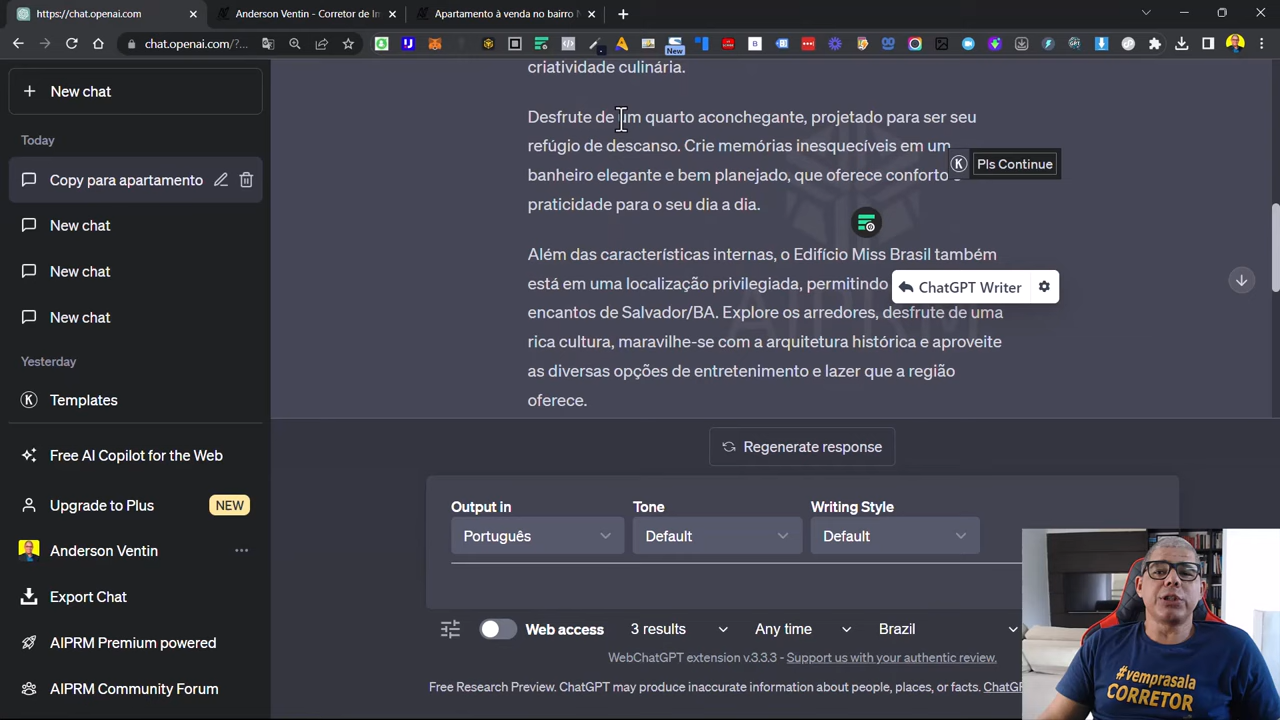 https://chat.openai.com
Anderson Ventin - Corretor de Im
Apartamento à venda no bairro
chat.openai.com/?...
New
New chat
Today
Copy para apartamento
New chat
New chat
New chat
Yesterday
Templates
Free AI Copilot for the Web
Upgrade to Plus
NEW
Anderson Ventin
Export Chat
AIPRM Premium powered
AIPRM Community Forum
criatividade culinária.
Desfrute de um quarto aconchegante, projetado para ser seu
refúgio de descanso. Crie memórias inesquecíveis em um
banheiro elegante e bem planejado, que oferece conforto e
praticidade para o seu dia a dia.
K Pls Continue
Além das características internas, o Edifício Miss Brasil também
está em uma localização privilegiada, permitindo
ChatGPT Writer
encantos de Salvador/BA. Explore os arredores, desfrute de uma
rica cultura, maravilhe-se com a arquitetura histórica e aproveite
as diversas opções de entretenimento e lazer que a região
oferece.
AIPRM
Regenerate response
Output in
Tone
Writing Style
Português
Default
Default
Web access
3 results
Any time
Brazil
WebChatGPT extension v.3.3.3 - Support us with your authentic review.
Free Research Preview. ChatGPT may produce inaccurate information about people, places, or facts. ChatG
#vemprasala
CORRETOR